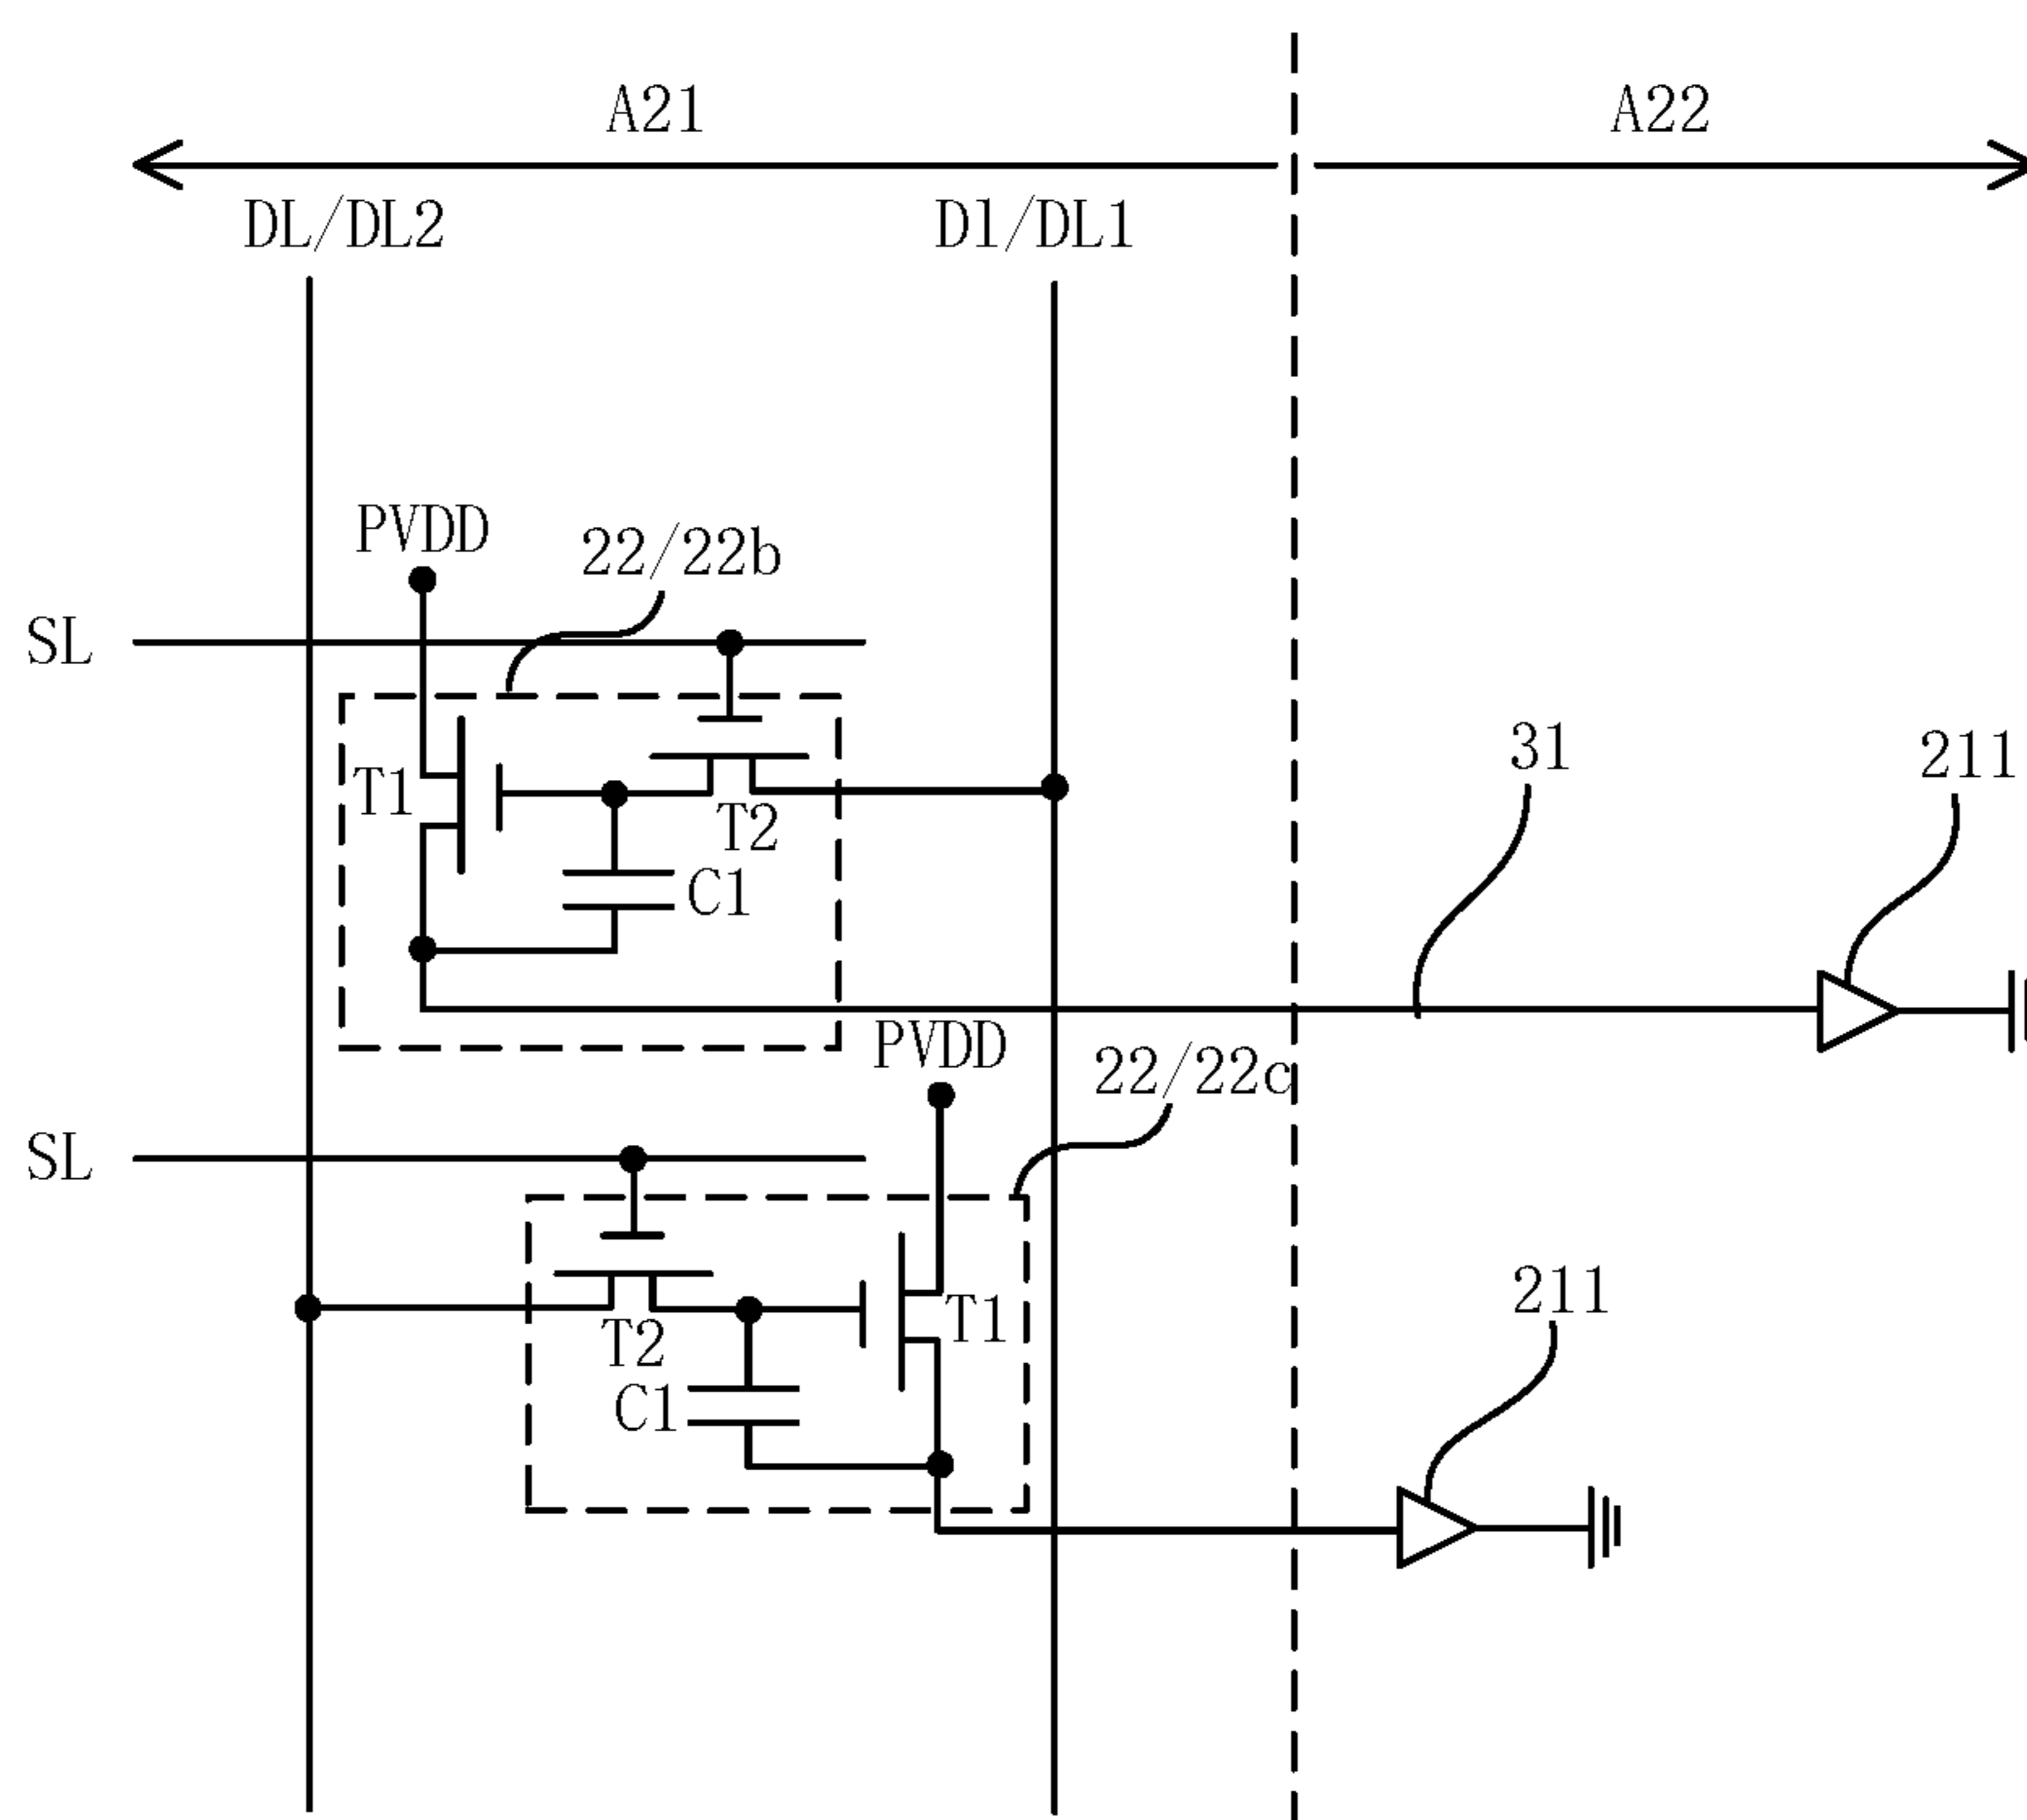 A21
A22
DL/DL2
Dl/DL1
PVDD
22/22b
SL
T1
T2
C1
31
211
PVDD
22/22c
SL
T2
T1
C1
211